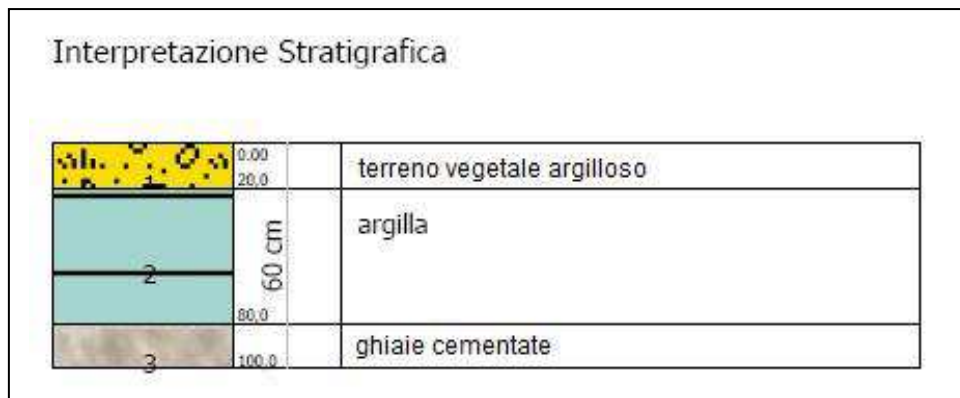 Interpretazione Stratigrafica
0.00
1
20,0
terreno vegetale argilloso
2
60 cm
80,0
argilla
3
100,0
ghiaie cementate